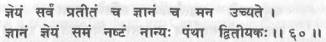 ज्ञेयं सर्वं प्रतीतं च ज्ञानं च मन उच्यते ।
ज्ञानं ज्ञेयं समं नष्टं नान्यः पंथा द्वितीयकः।। ६० ।।